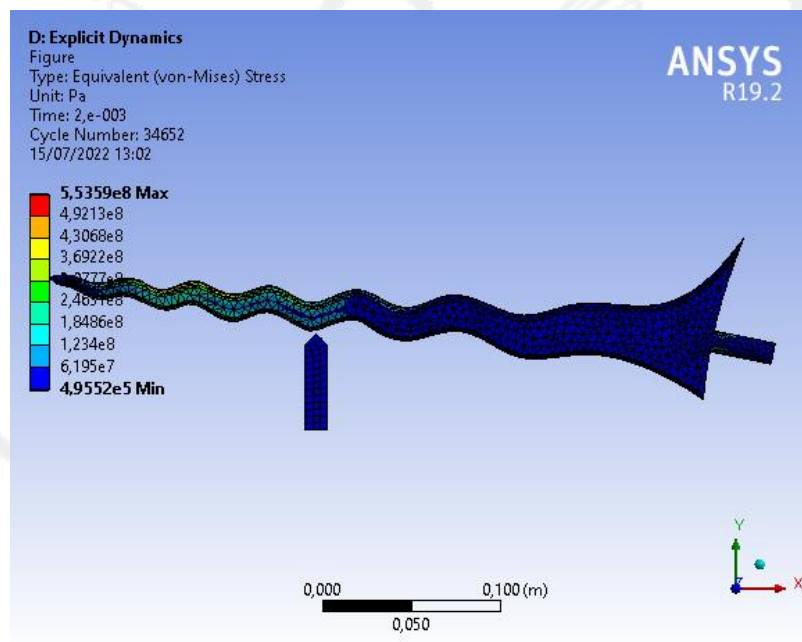 D: Explicit Dynamics
Figure
Type: Equivalent (von-Mises) Stress
Unit: Pa
Time: 2,e-003
Cycle Number: 34652
15/07/2022 13:02
ANSYS
R19.2
5,5359e8 Max
4,9213e8
4,3068e8
3,6922e8
1,8486e8
1,234e8
6,195e7
4,9552e5 Min
Y
X
0,000
0,100 (m)
0,050